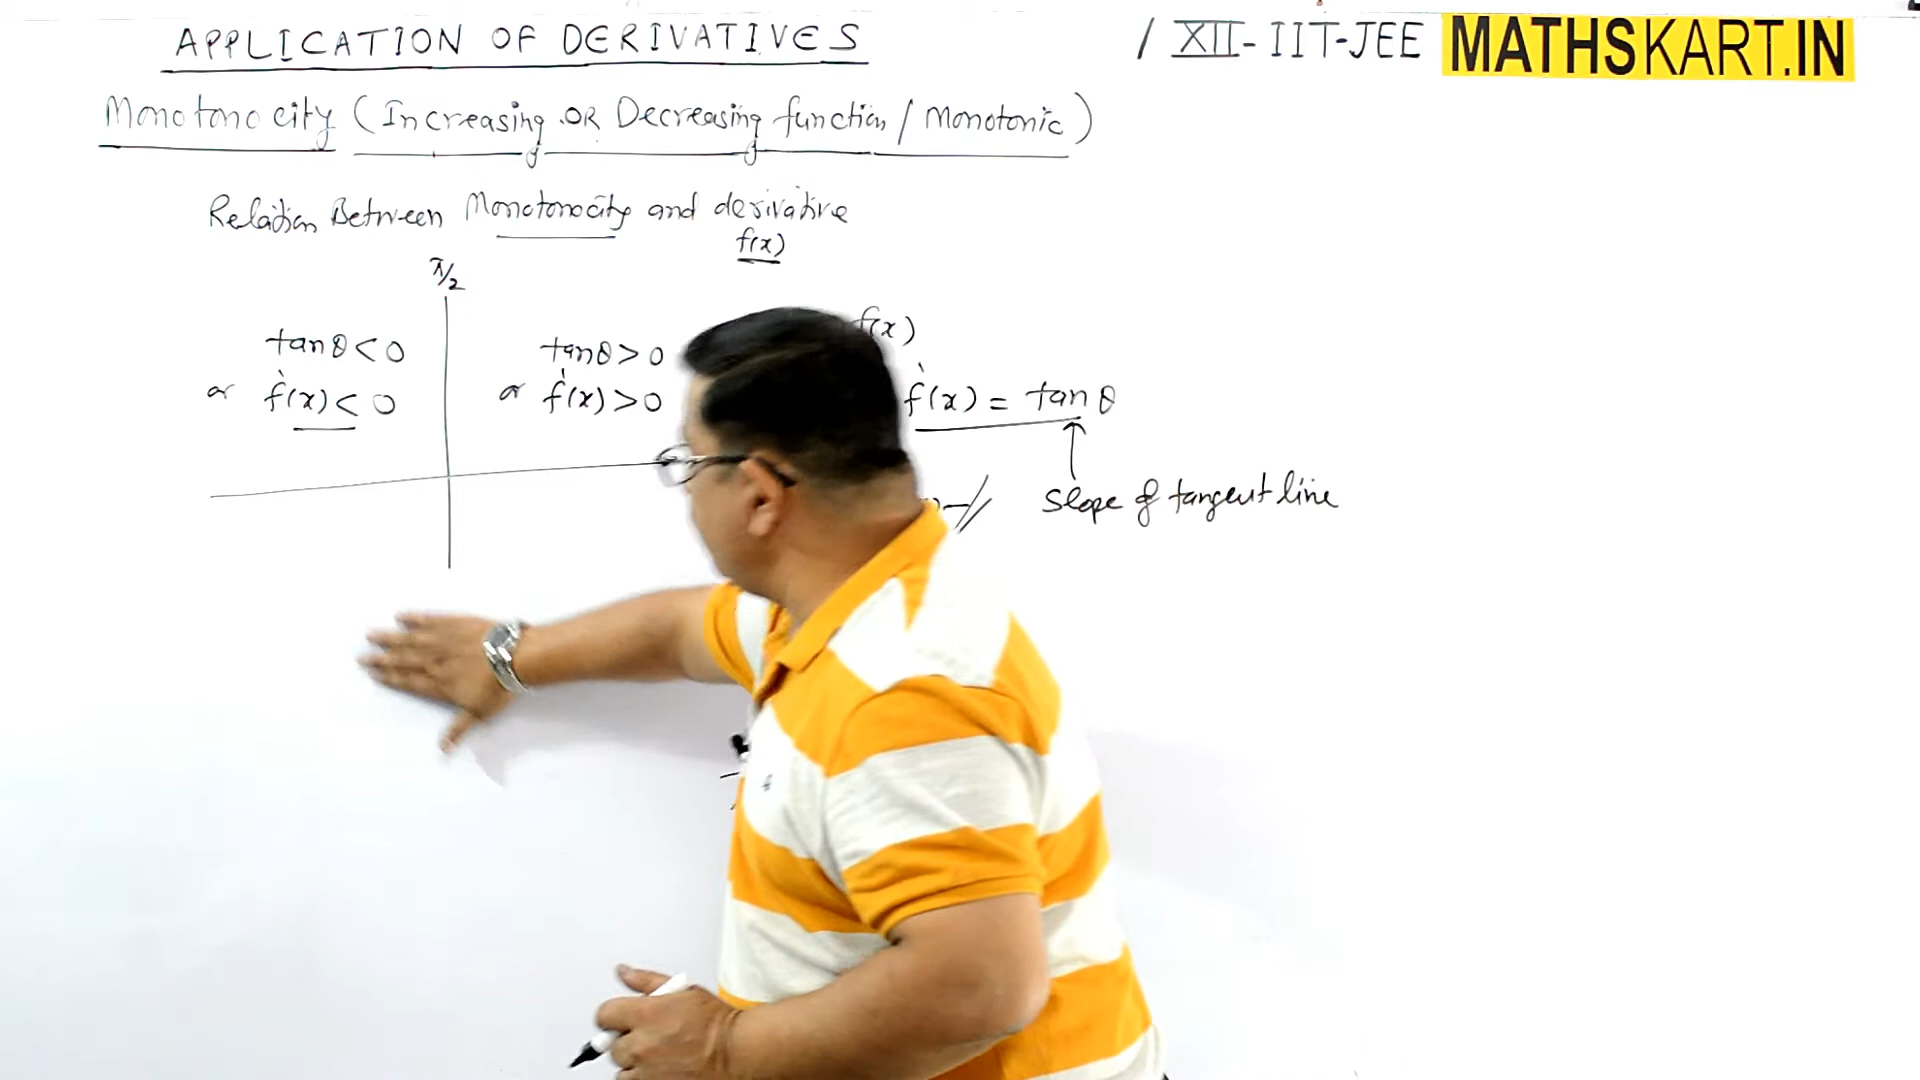 APPLICATION OF DERIVATIVES / XII - IIT-JEE MATHSKART.IN
Monotonocity (Increasing OR Decreasing function / Monotonic)
Relation Between Monotonocity and derivative
f(x)
π/2
tanθ < 0 tanθ > 0 f(x)
or f'(x) < 0 or f'(x) > 0 f'(x) = tanθ
slope of tangent line